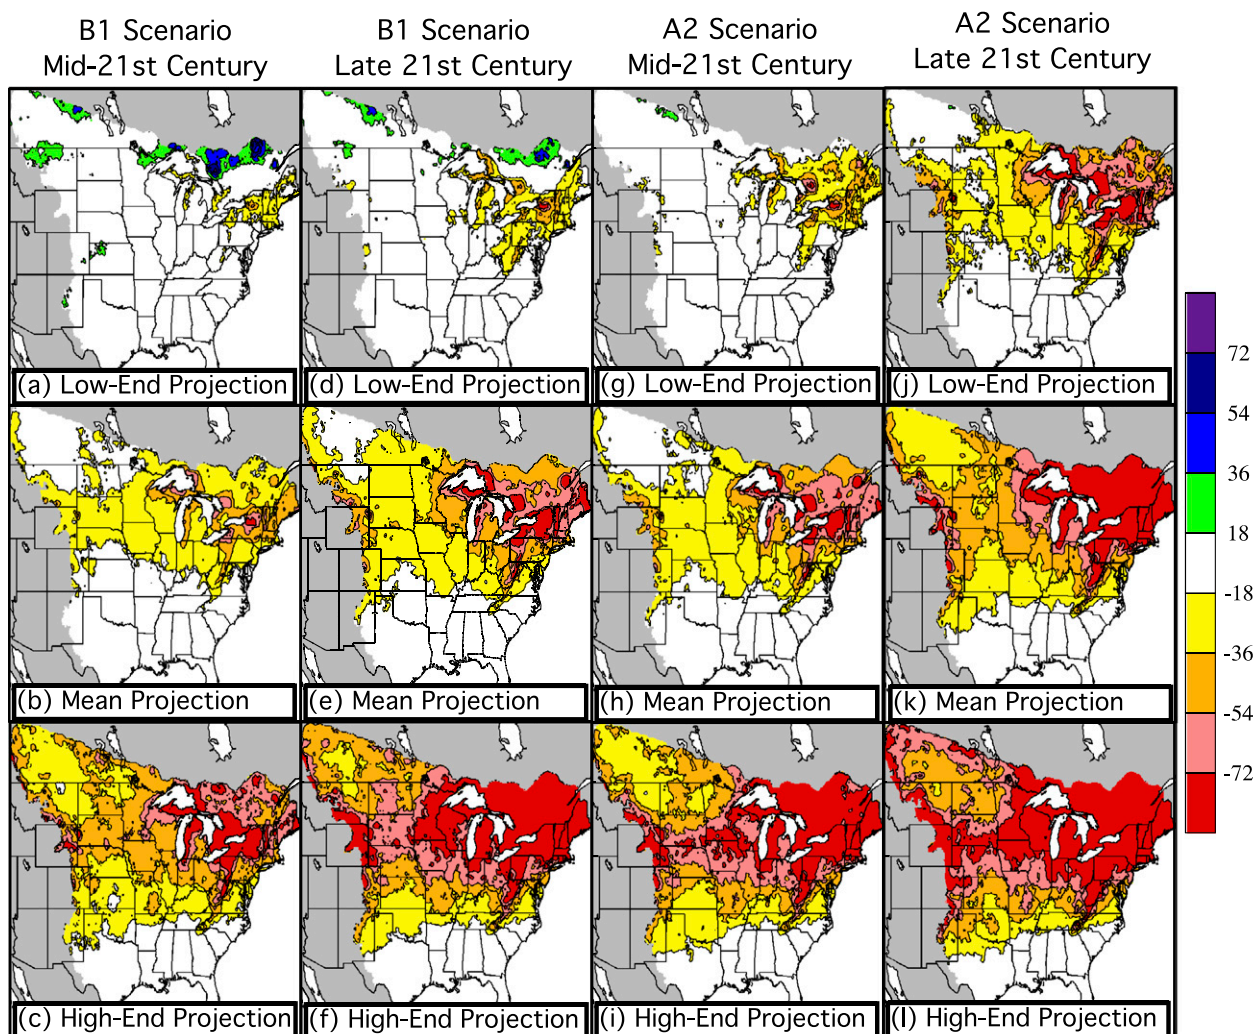 B1 Scenario
Mid-21st Century
B1 Scenario
Late 21st Century
A2 Scenario
Mid-21st Century
A2 Scenario
Late 21st Century
(a) Low-End Projection
(d) Low-End Projection
(g) Low-End Projection
(j) Low-End Projection
(b) Mean Projection
(e) Mean Projection
(h) Mean Projection
(k) Mean Projection
(c) High-End Projection
(f) High-End Projection
(i) High-End Projection
(l) High-End Projection
72
54
36
18
-18
-36
-54
-72